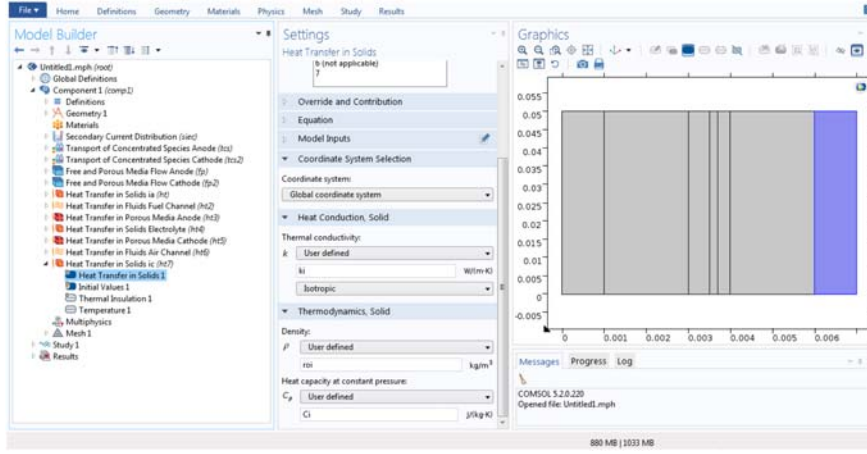 File Home Definitions Geometry Materials Physics Mesh Study Results
Model Builder
Untitled1.mph (root)
Global Definitions
Component 1 (comp1)
Definitions
Geometry 1
Materials
Secondary Current Distribution (siec)
Transport of Concentrated Species Anode (tcs)
Transport of Concentrated Species Cathode (tcs2)
Free and Porous Media Flow Anode (fp)
Free and Porous Media Flow Cathode (fp2)
Heat Transfer in Solids ia (ht)
Heat Transfer in Fluids Fuel Channel (ht2)
Heat Transfer in Porous Media Anode (ht3)
Heat Transfer in Solids Electrolyte (ht4)
Heat Transfer in Porous Media Cathode (ht5)
Heat Transfer in Fluids Air Channel (ht6)
Heat Transfer in Solids ic (ht7)
Heat Transfer in Solids 1
Initial Values 1
Thermal Insulation 1
Temperature 1
Multiphysics
Mesh 1
Study 1
Results
Settings
Heat Transfer in Solids
6 (not applicable)
7
Override and Contribution
Equation
Model Inputs
Coordinate System Selection
Coordinate system:
Global coordinate system
Heat Conduction, Solid
Thermal conductivity:
k User defined
ki W/(m·K)
Isotropic
Thermodynamics, Solid
Density:
ρ User defined
roi kg/m³
Heat capacity at constant pressure:
Cp User defined
Ci J/(kg·K)
Graphics
0.055
0.05
0.045
0.04
0.035
0.03
0.025
0.02
0.015
0.01
0.005
0
-0.005
0 0.001 0.002 0.003 0.004 0.005 0.006
Messages Progress Log
COMSOL 5.2.0.220
Opened file: Untitled1.mph
880 MB | 1033 MB